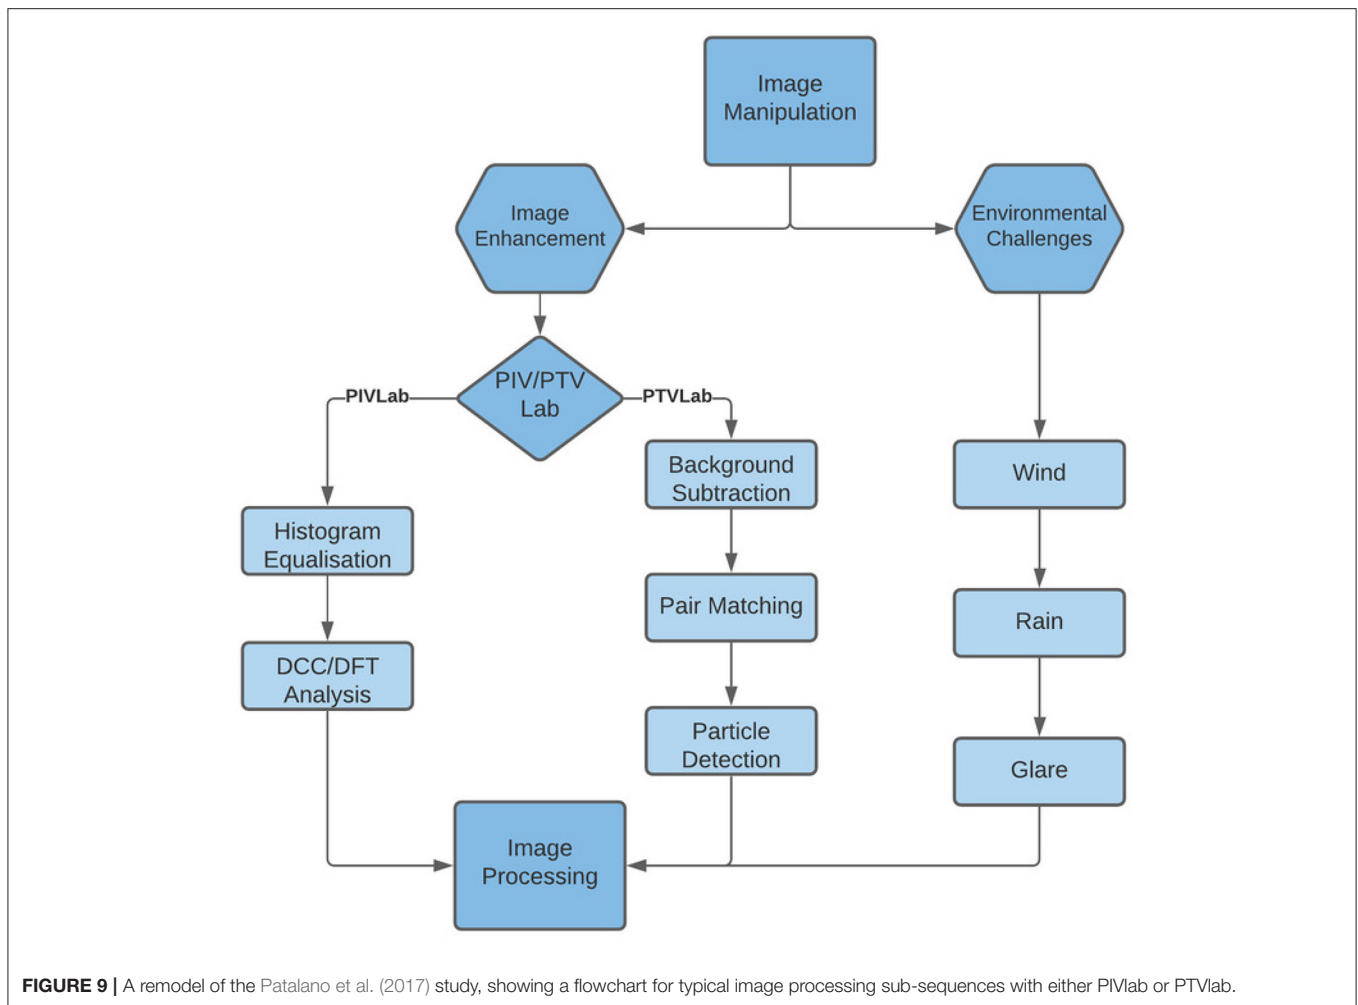 Image
Manipulation
Image
Enhancement
Environmental
Challenges
PIV/PTV
Lab
PIVLab
PTVLab
Histogram
Equalisation
DCC/DFT
Analysis
Background
Subtraction
Pair Matching
Particle
Detection
Wind
Rain
Glare
Image
Processing
FIGURE 9 | A remodel of the Patalano et al. (2017) study, showing a flowchart for typical image processing sub-sequences with either PIVlab or PTVlab.